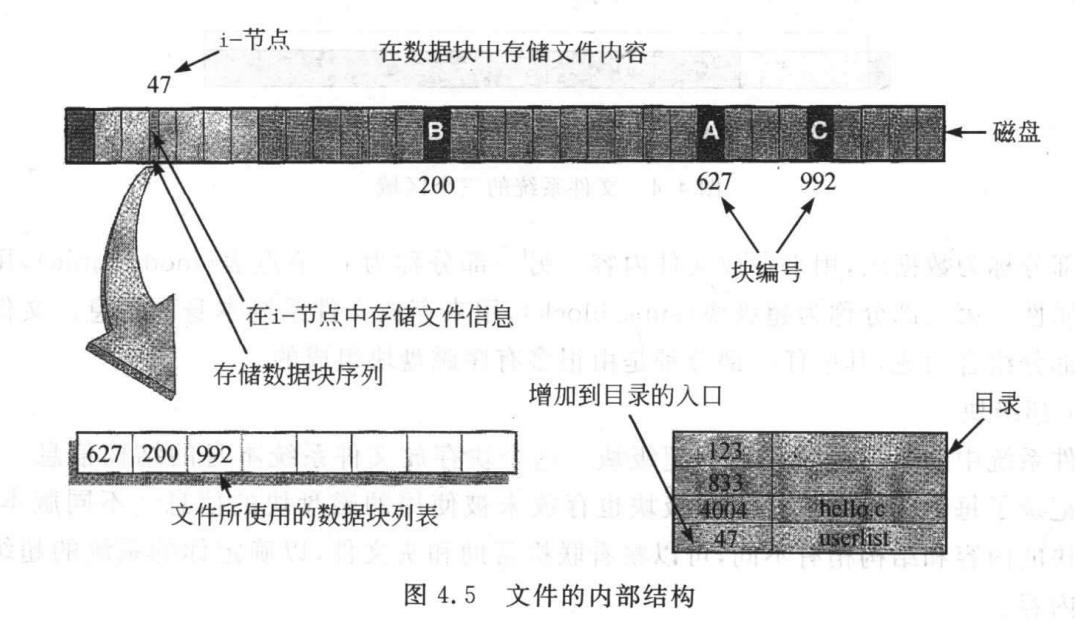 i-节点
在数据块中存储文件内容
47
B
A
C
磁盘
200
627
992
块编号
在i-节点中存储文件信息
存储数据块序列
增加到目录的入口
目录
627 200 992
文件所使用的数据块列表
123
833
4004 hello.c
47 userlist
图 4.5 文件的内部结构